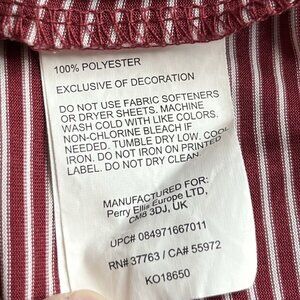 100% POLYESTER
EXCLUSIVE OF DECORATION
DO NOT USE FABRIC SOFTENERS
OR DRYER SHEETS. MACHINE
WASH COLD WITH LIKE COLORS.
NON-CHLORINE BLEACH IF
NEEDED. TUMBLE DRY LOW. COOL
IRON. DO NOT IRON ON PRINTED
LABEL. DO NOT DRY CLEAN.
MANUFACTURED FOR:
Perry Ellis Europe LTD,
CM8 3DJ, UK
UPC# 084971667011
RN# 37763 / CA# 55972
KO18650